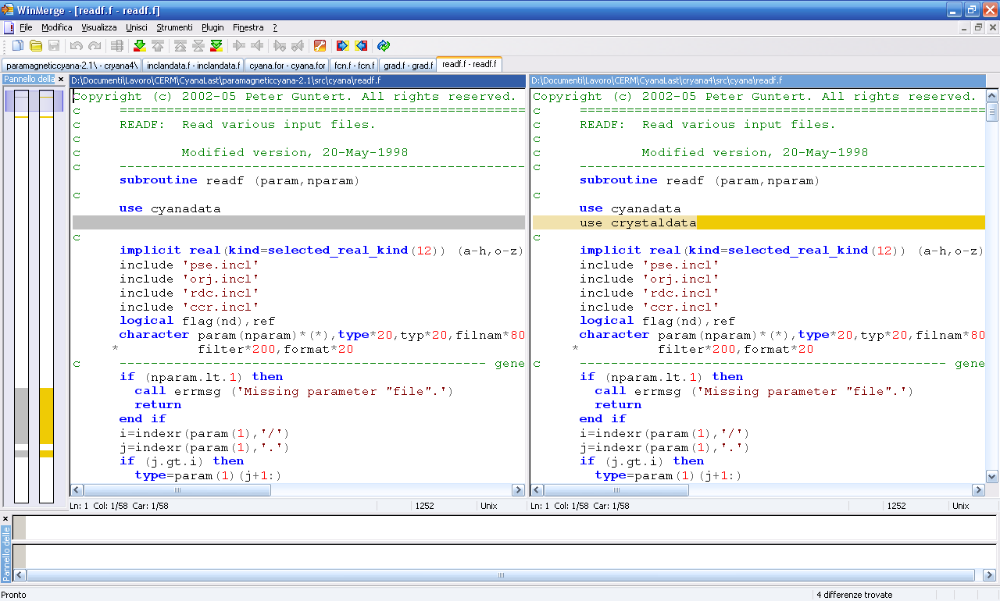 WinMerge - [readf.f - readf.f]
File Modifica Visualizza Unisci Strumenti Plugin Finestra ?
paramagneticcyana-2.1\ - cryana4\ inclandata.f - inclandata.f cyana.for - cyana.for fcn.f - fcn.f grad.f - grad.f readf.f - readf.f
Pannello della
D:\Documenti\Lavoro\CERM\CyanaLast\paramagneticcyana-2.1\src\cyana\readf.f
Copyright (c) 2002-05 Peter Guntert. All rights reserved.
c ====================================================
c READF: Read various input files.
c
c Modified version, 20-May-1998
c ----------------------------------------------------
subroutine readf (param,nparam)
c
use cyanadata
c
implicit real(kind=selected_real_kind(12)) (a-h,o-z)
include 'pse.incl'
include 'orj.incl'
include 'rdc.incl'
include 'ccr.incl'
logical flag(nd),ref
character param(nparam)*(*),type*20,typ*20,filnam*80
* filter*200,format*20
c ----------------------------------------------- gene
if (nparam.lt.1) then
call errmsg ('Missing parameter "file".')
return
end if
i=indexr(param(1),'/')
j=indexr(param(1),'.')
if (j.gt.i) then
type=param(1)(j+1:)
Ln: 1 Col: 1/58 Car: 1/58 1252 Unix
D:\Documenti\Lavoro\CERM\CyanaLast\cryana4\src\cyana\readf.f
Copyright (c) 2002-05 Peter Guntert. All rights reserved.
c ====================================================
c READF: Read various input files.
c
c Modified version, 20-May-1998
c ----------------------------------------------------
subroutine readf (param,nparam)
c
use cyanadata
use crystaldata
c
implicit real(kind=selected_real_kind(12)) (a-h,o-z)
include 'pse.incl'
include 'orj.incl'
include 'rdc.incl'
include 'ccr.incl'
logical flag(nd),ref
character param(nparam)*(*),type*20,typ*20,filnam*80
* filter*200,format*20
c ----------------------------------------------- gene
if (nparam.lt.1) then
call errmsg ('Missing parameter "file".')
return
end if
i=indexr(param(1),'/')
j=indexr(param(1),'.')
if (j.gt.i) then
type=param(1)(j+1:)
Ln: 1 Col: 1/58 Car: 1/58 1252 Unix
Pannello delle
Pronto 4 differenze trovate